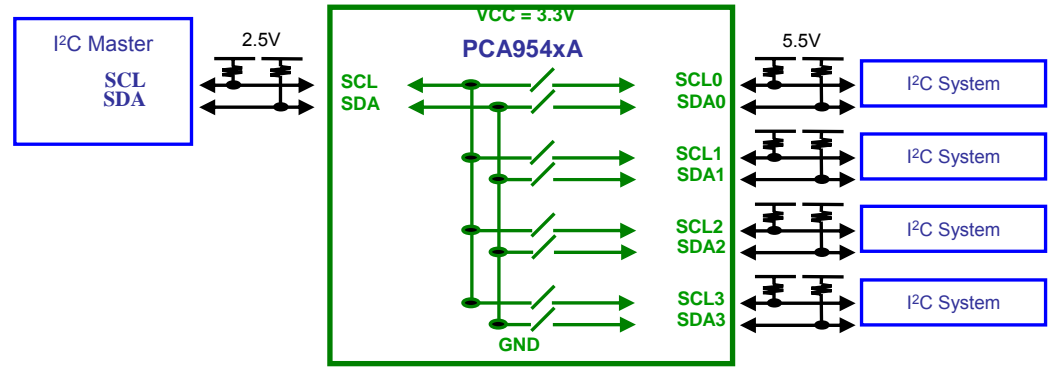 I²C Master
SCL
SDA
2.5V
VCC = 3.3V
PCA954xA
SCL
SDA
SCL0
SDA0
SCL1
SDA1
SCL2
SDA2
SCL3
SDA3
GND
5.5V
I²C System
I²C System
I²C System
I²C System